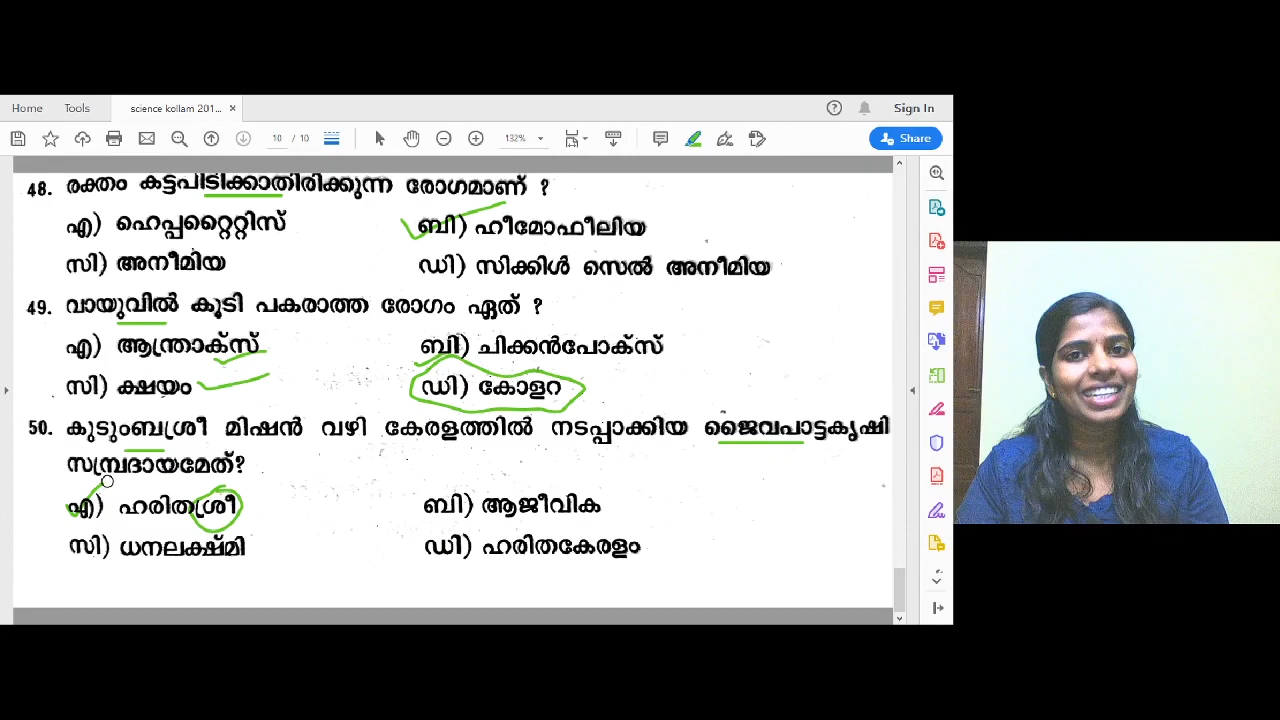 Home Tools science kollam 201... × Sign In
10 / 10 132% Share
48. രക്തം കട്ടപിടിക്കാതിരിക്കുന്ന രോഗമാണ് ?
എ) ഹെപ്പറ്റൈറ്റിസ് ബി) ഹീമോഫീലിയ
സി) അനീമിയ ഡി) സിക്കിൾ സെൽ അനീമിയ
49. വായുവിൽ കൂടി പകരാത്ത രോഗം ഏത് ?
എ) ആന്ത്രാക്സ് ബി) ചിക്കൻപോക്സ്
സി) ക്ഷയം ഡി) കോളറ
50. കുടുംബശ്രീ മിഷൻ വഴി കേരളത്തിൽ നടപ്പാക്കിയ ജൈവപാട്ടകൃഷി
സമ്പ്രദായമേത്?
എ) ഹരിതശ്രീ ബി) ആജീവിക
സി) ധനലക്ഷ്മി ഡി) ഹരിതകേരളം